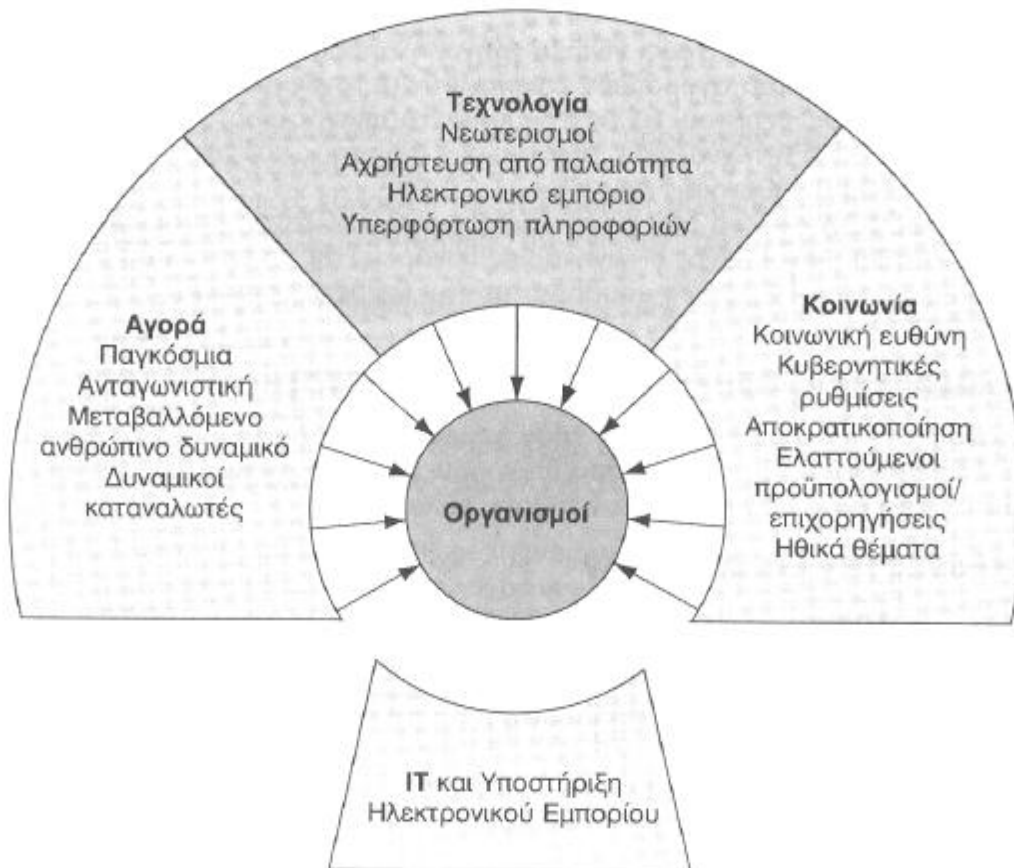 Τεχνολογία
Νεωτερισμοί
Αχρήστευση από παλαιότητα
Ηλεκτρονικό εμπόριο
Υπερφόρτωση πληροφοριών
Αγορά
Παγκόσμια
Ανταγωνιστική
Μεταβαλλόμενο
ανθρώπινο δυναμικό
Δυναμικοί
καταναλωτές
Κοινωνία
Κοινωνική ευθύνη
Κυβερνητικές
ρυθμίσεις
Αποκρατικοποίηση
Ελαττούμενοι
προϋπολογισμοί/
επιχορηγήσεις
Ηθικά θέματα
Οργανισμοί
IT και Υποστήριξη
Ηλεκτρονικού Εμπορίου